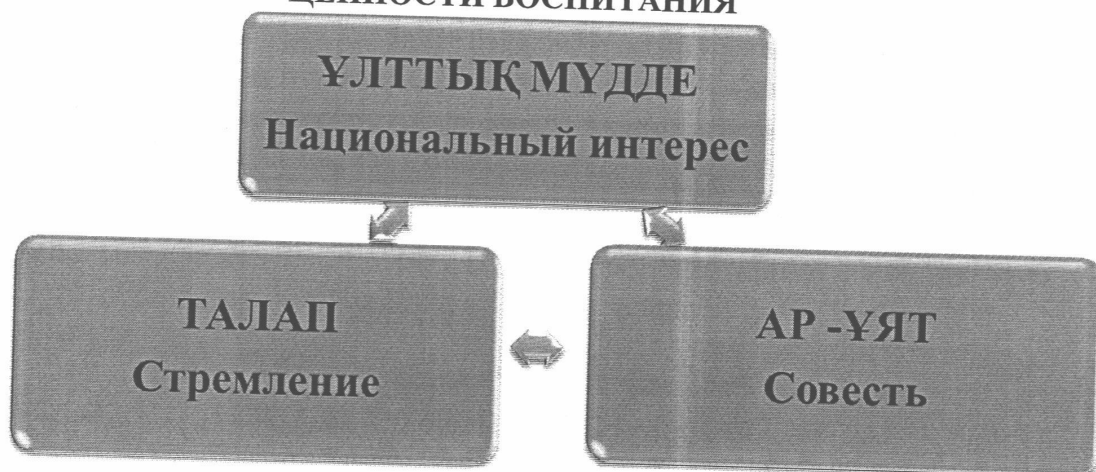 ЦЕННОСТИ ВОСПИТАНИЯ
ҰЛТТЫҚ МҮДДЕ
Национальный интерес
ТАЛАП
Стремление
АР -ҰЯТ
Совесть